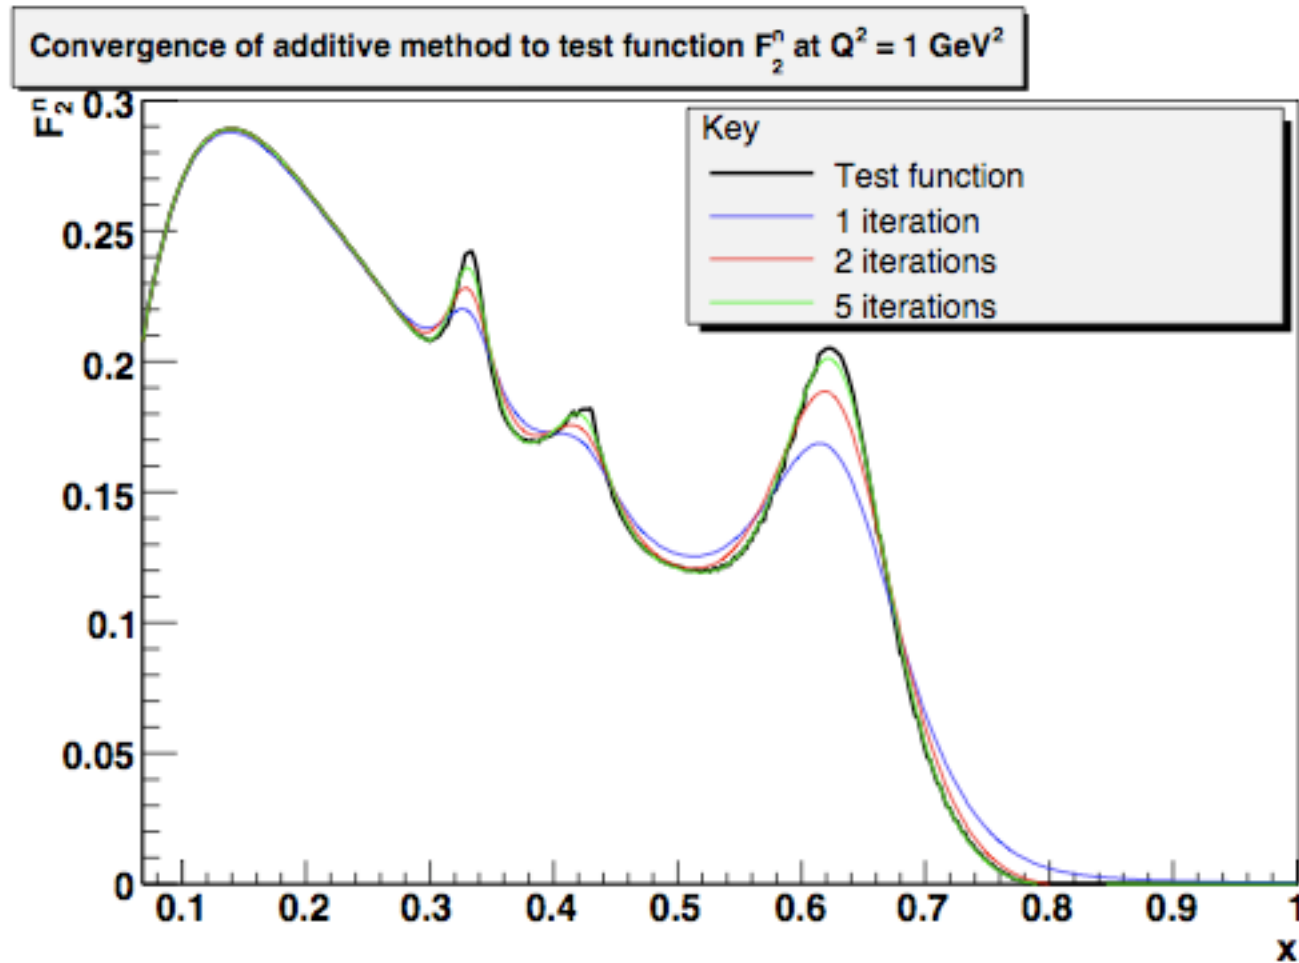 Convergence of additive method to test function F₂ⁿ at Q² = 1 GeV²
F₂ⁿ
0.3
0.25
0.2
0.15
0.1
0.05
0
Key
Test function
1 iteration
2 iterations
5 iterations
0.1 0.2 0.3 0.4 0.5 0.6 0.7 0.8 0.9 1
x